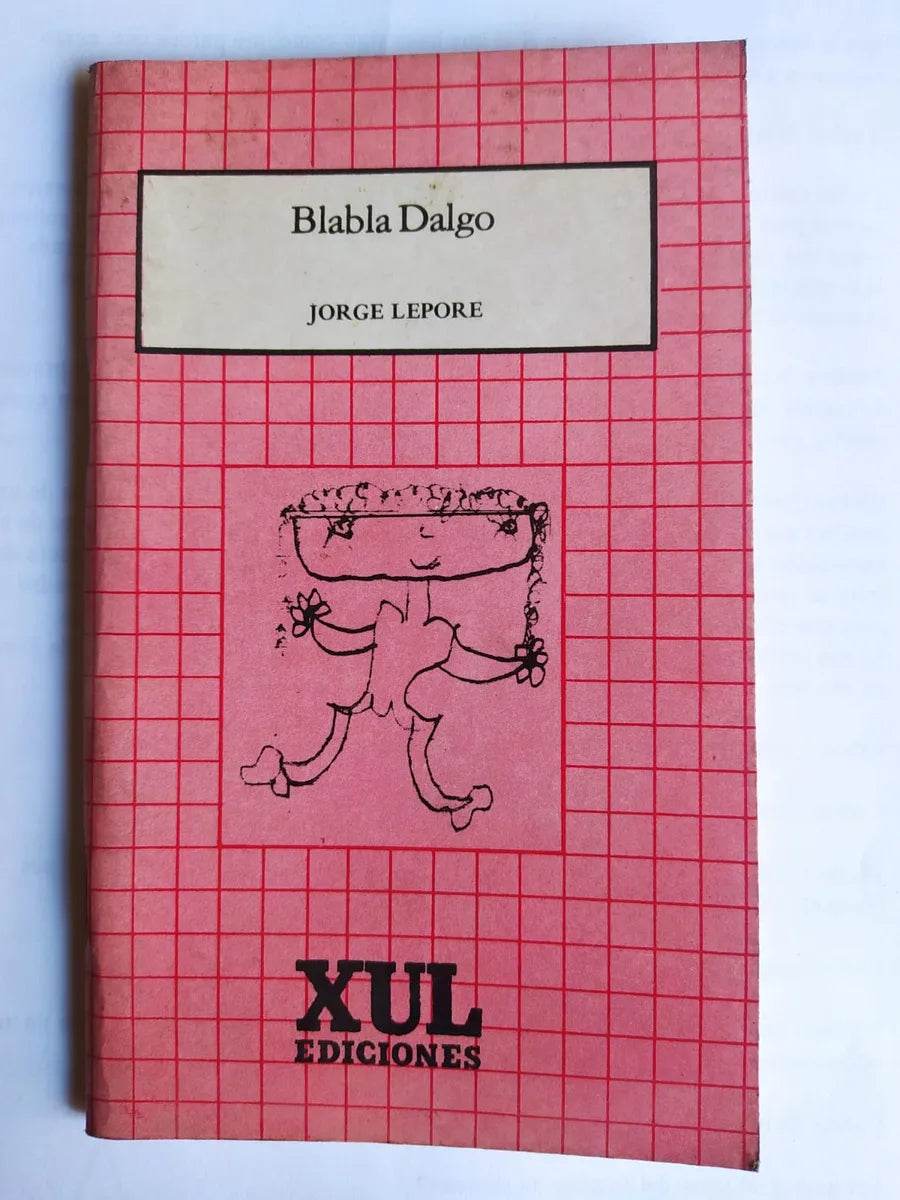 Blabla Dalgo
JORGE LEPORE
XUL
EDICIONES